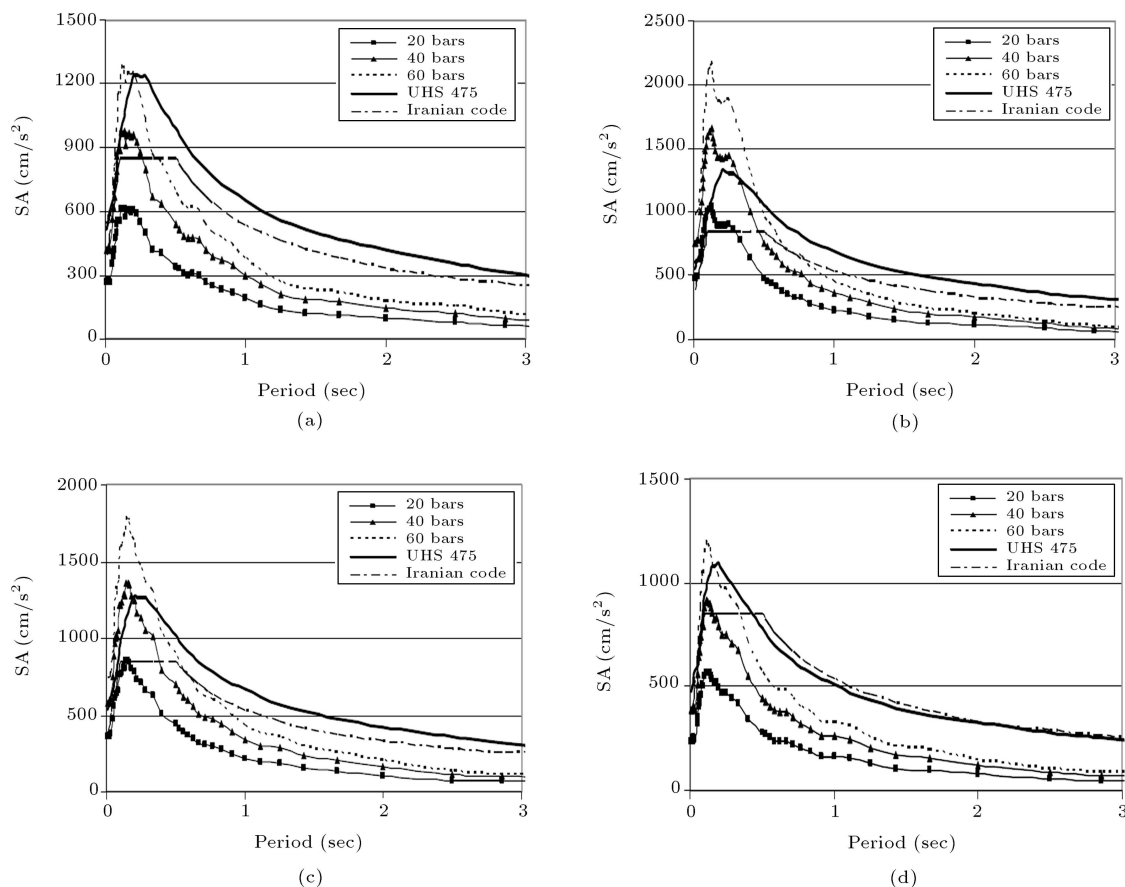 1500
1200
900
600
300
0
SA (cm/s²)
20 bars
40 bars
60 bars
UHS 475
Iranian code
0 1 2 3
Period (sec)
(a)
2500
2000
1500
1000
500
0
SA (cm/s²)
20 bars
40 bars
60 bars
UHS 475
Iranian code
0 1 2 3
Period (sec)
(b)
2000
1500
1000
500
0
SA (cm/s²)
20 bars
40 bars
60 bars
UHS 475
Iranian code
0 1 2 3
Period (sec)
(c)
1500
1000
500
0
SA (cm/s²)
20 bars
40 bars
60 bars
UHS 475
Iranian code
0 1 2 3
Period (sec)
(d)